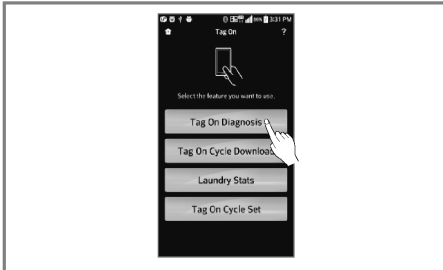 3:31 PM
Tag On
?
Select the feature you want to use.
Tag On Diagnosis
Tag On Cycle Download
Laundry Stats
Tag On Cycle Set